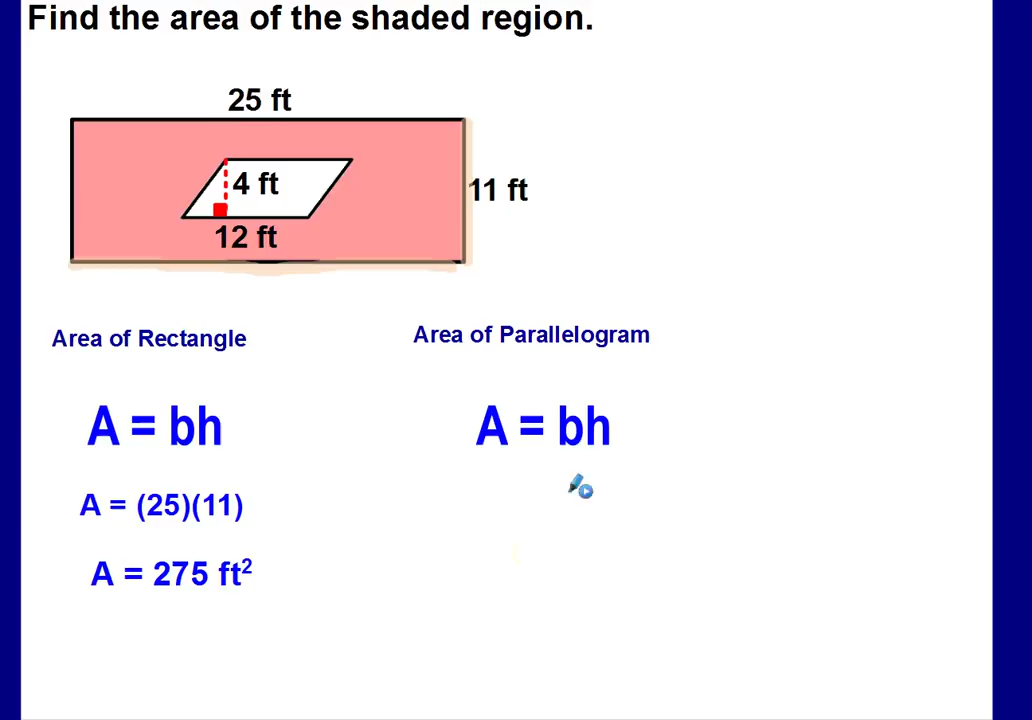 Find the area of the shaded region.
25 ft
4 ft
11 ft
12 ft
Area of Rectangle
Area of Parallelogram
A = bh
A = bh
A = (25)(11)
A = 275 ft²